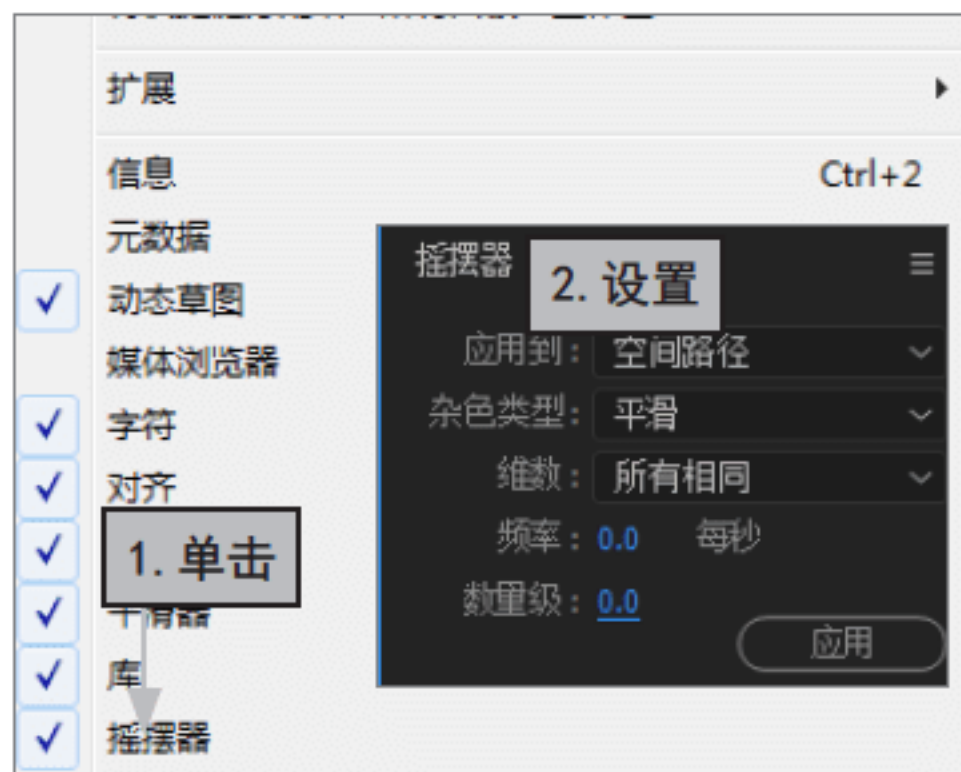 扩展
信息 Ctrl+2
元数据
动态草图
媒体浏览器
字符
对齐
1. 单击
平滑器
库
摇摆器
摇摆器
2. 设置
应用到： 空间路径
杂色类型： 平滑
维数： 所有相同
频率： 0.0 每秒
数量级： 0.0
应用